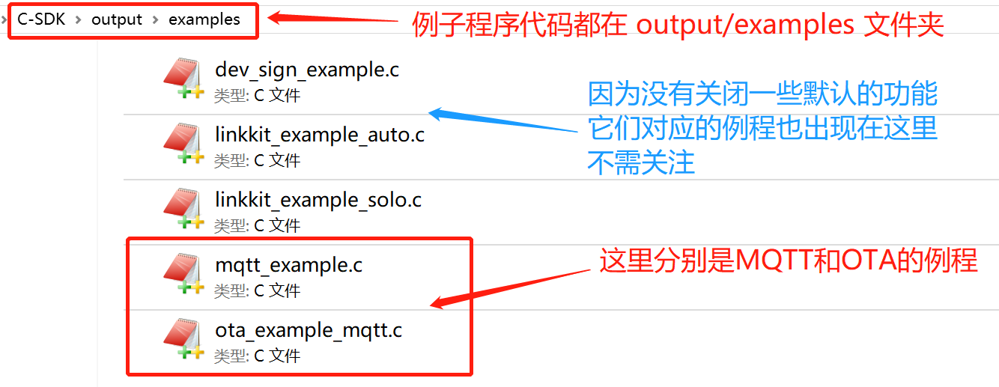 C-SDK > output > examples
例子程序代码都在 output/examples 文件夹
dev_sign_example.c
类型: C 文件
因为没有关闭一些默认的功能
它们对应的例程也出现在这里
不需关注
linkkit_example_auto.c
类型: C 文件
linkkit_example_solo.c
类型: C 文件
mqtt_example.c
类型: C 文件
这里分别是MQTT和OTA的例程
ota_example_mqtt.c
类型: C 文件